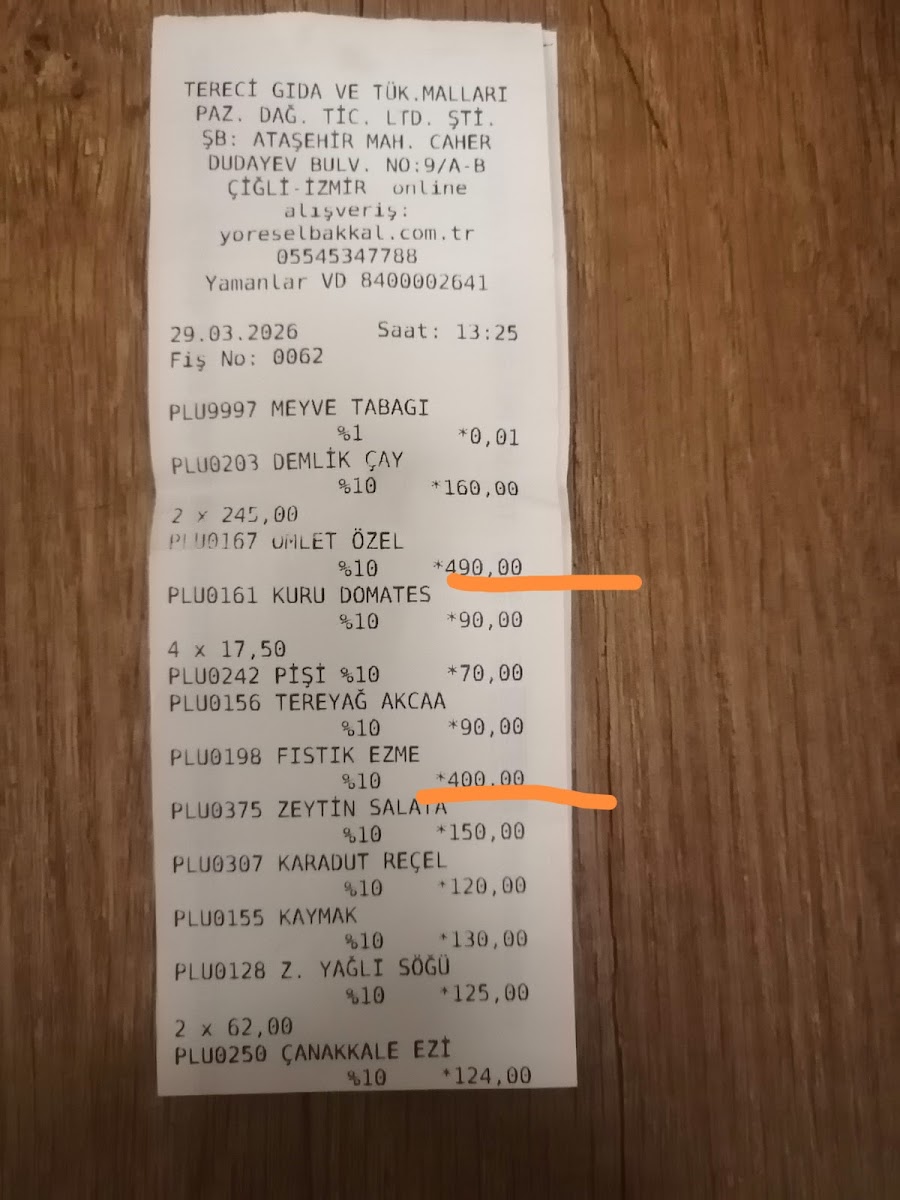 TERECİ GIDA VE TÜK.MALLARI
PAZ. DAĞ. TİC. LTD. ŞTİ.
ŞB: ATAŞEHİR MAH. CAHER
DUDAYEV BULV. NO:9/A-B
ÇİĞLİ-İZMİR online
alışveriş:
yoreselbakkal.com.tr
05545347788
Yamanlar VD 8400002641
29.03.2026 Saat: 13:25
Fiş No: 0062
PLU9997 MEYVE TABAGI
%1 *0,01
PLU0203 DEMLİK ÇAY
%10 *160,00
2 x 245,00
PLU0167 OMLET ÖZEL
%10 *490,00
PLU0161 KURU DOMATES
%10 *90,00
4 x 17,50
PLU0242 PİŞİ %10 *70,00
PLU0156 TEREYAĞ AKCAA
%10 *90,00
PLU0198 FISTIK EZME
%10 *400,00
PLU0375 ZEYTİN SALATA
%10 *150,00
PLU0307 KARADUT REÇEL
%10 *120,00
PLU0155 KAYMAK
%10 *130,00
PLU0128 Z. YAĞLI SÖĞÜ
%10 *125,00
2 x 62,00
PLU0250 ÇANAKKALE EZİ
%10 *124,00